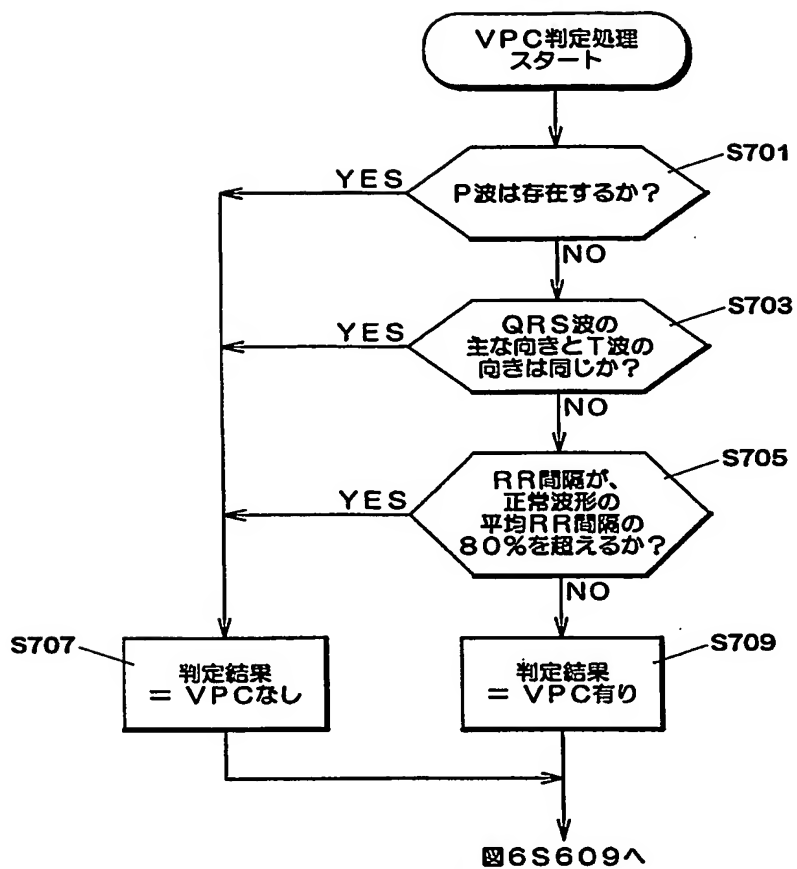 VPC判定処理
スタート
S701
YES
P波は存在するか?
NO
S703
YES
QRS波の
主な向きとT波の
向きは同じか?
NO
S705
YES
RR間隔が、
正常波形の
平均RR間隔の
80%を超えるか?
NO
S707
判定結果
= VPCなし
S709
判定結果
= VPC有り
図6S609へ